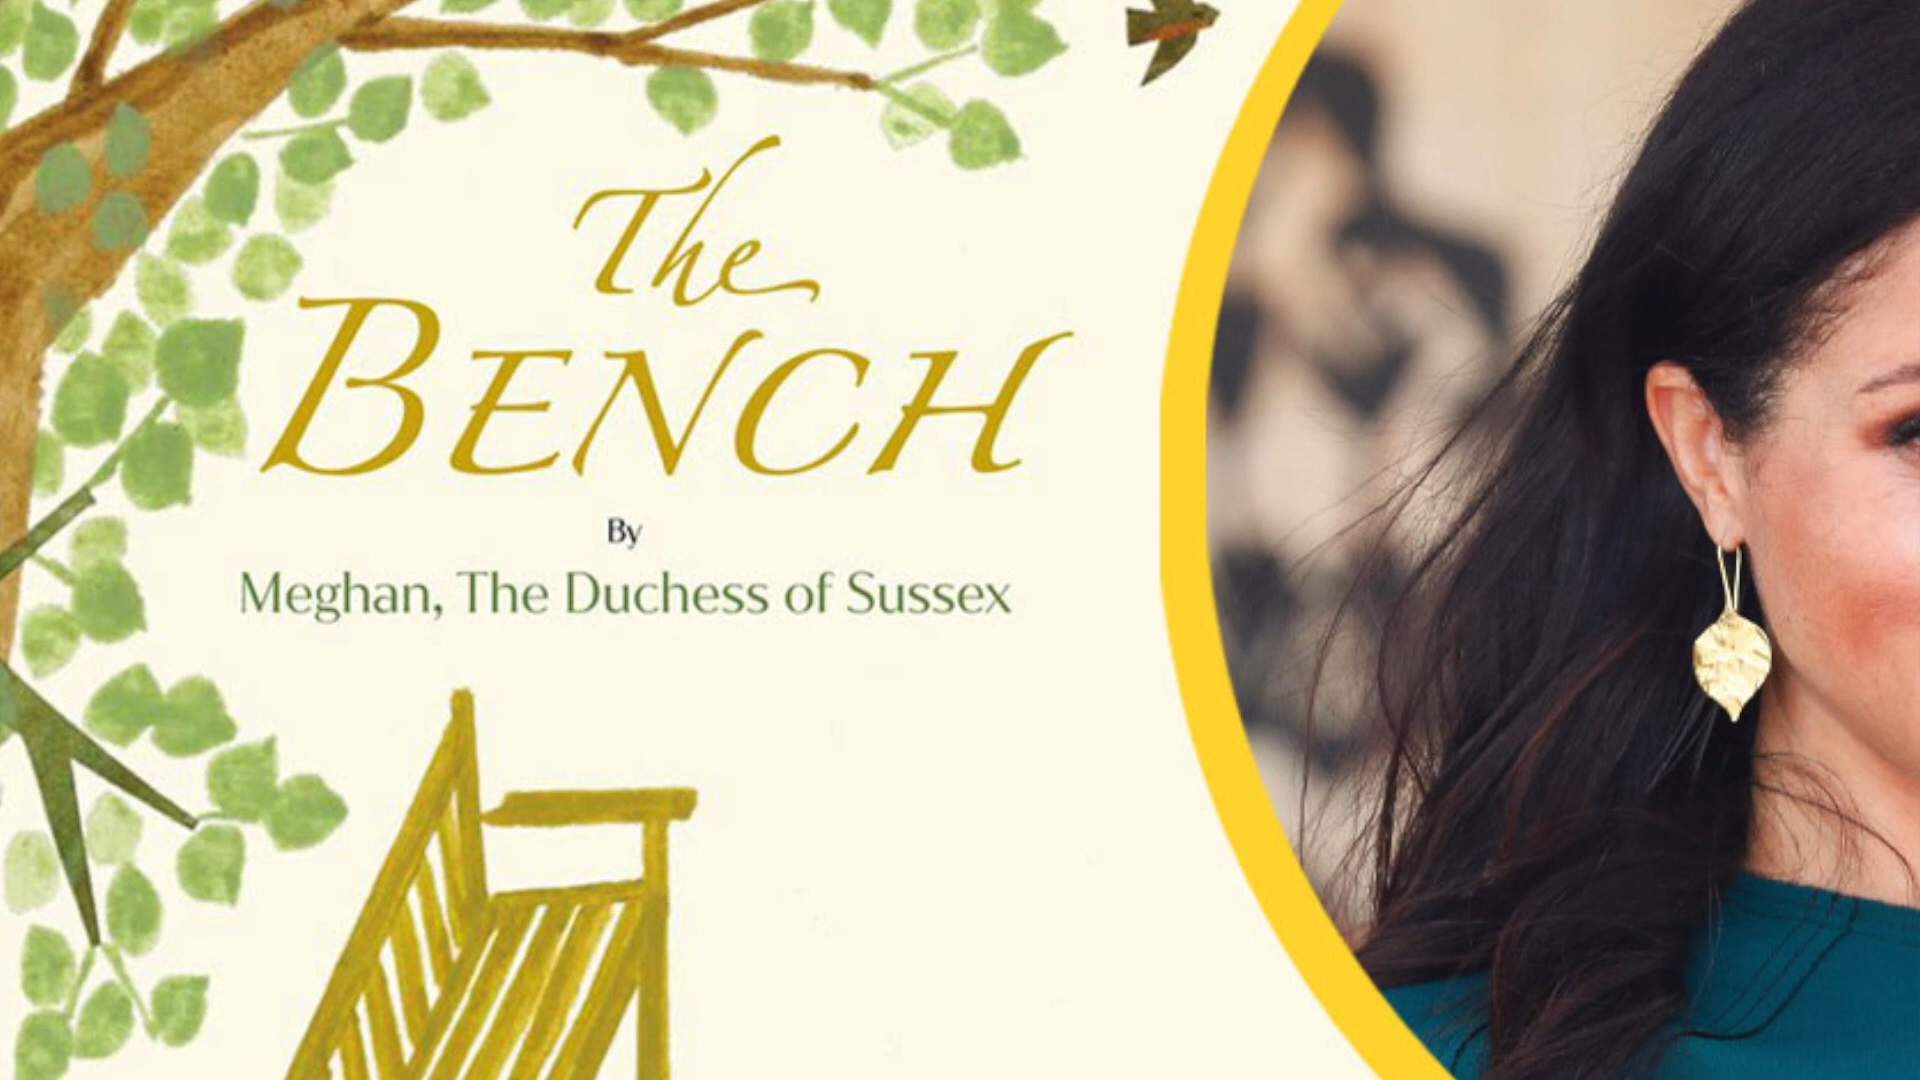 The
BENCH
By
Meghan, The Duchess of Sussex